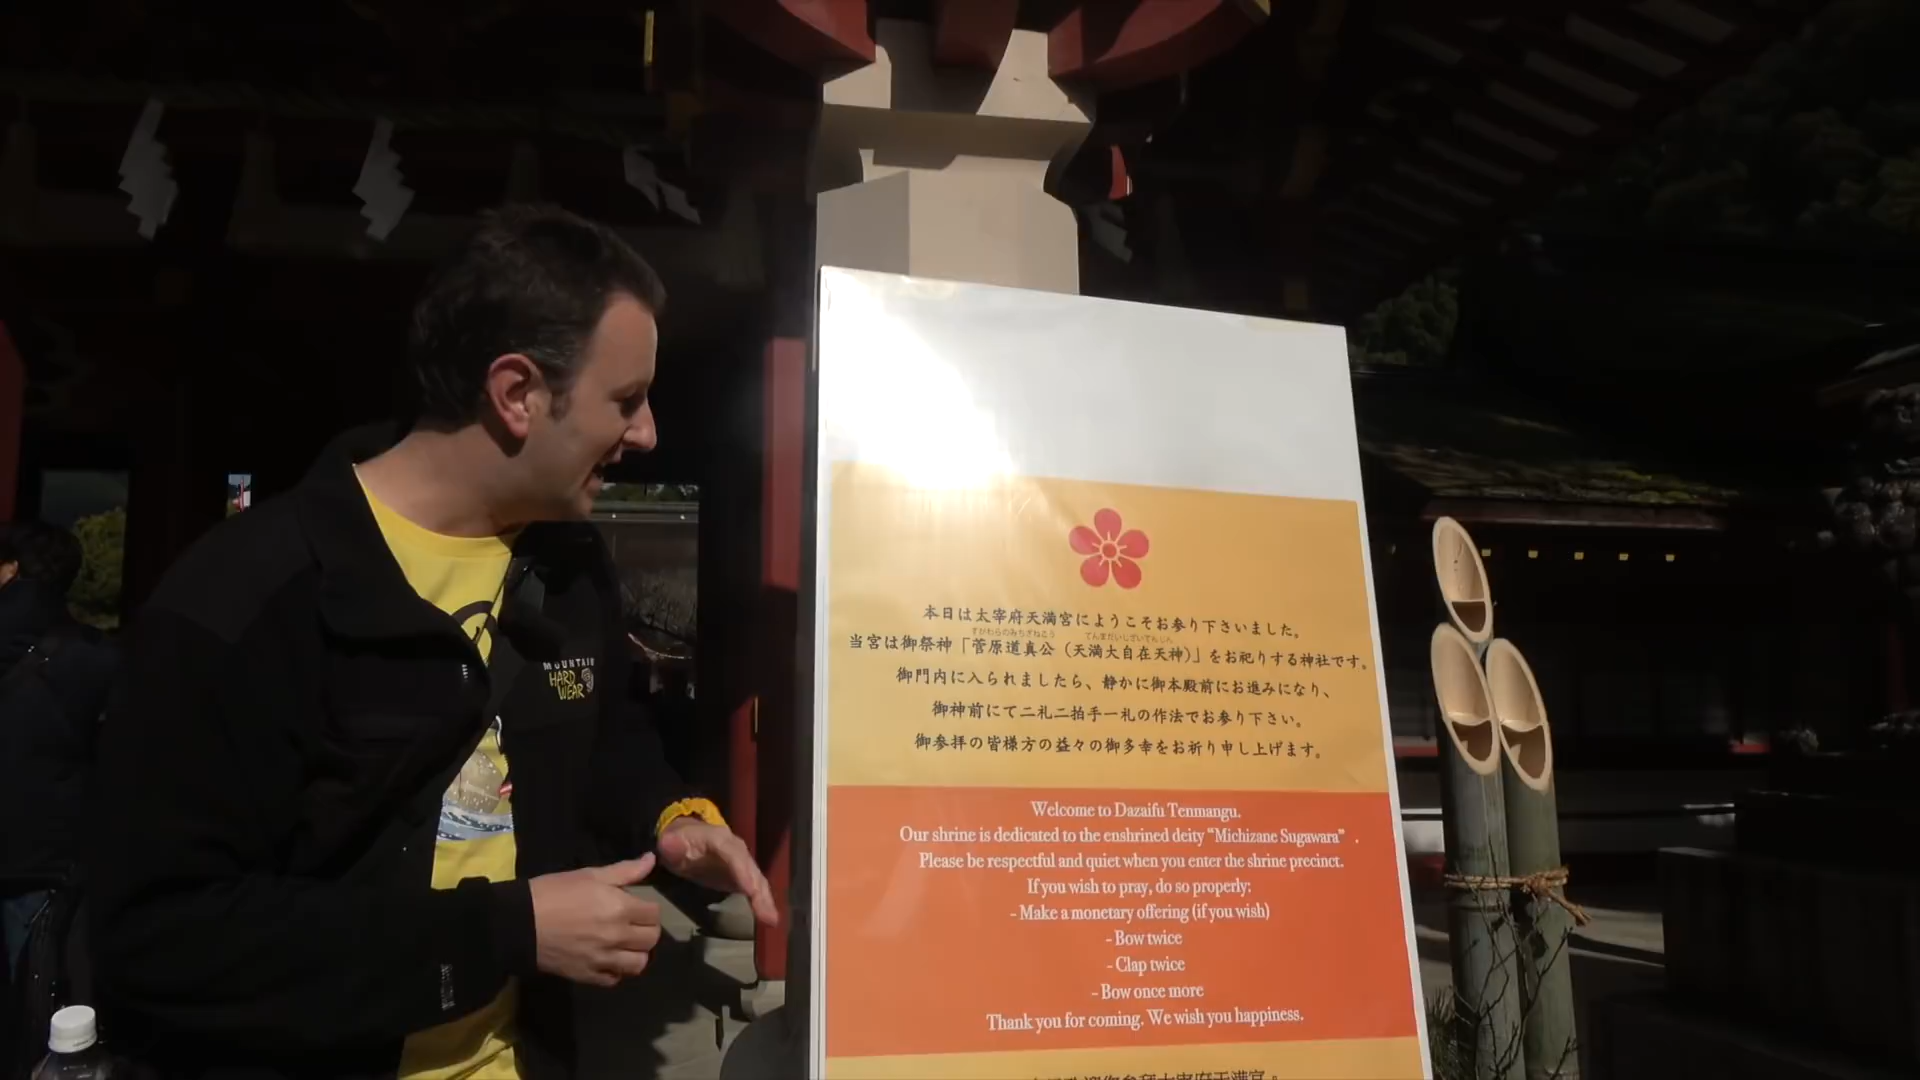 MOUNTAIN
HARD
WEAR
本日は太宰府天満宮にようこそお参り下さいました。
すがわらのみちざねこう てんまだいじざいてんじん
当宮は御祭神「菅原道真公（天満大自在天神）」をお祀りする神社です。
御門内に入られましたら、静かに御本殿前にお進みになり、
御神前にて二礼二拍手一礼の作法でお参り下さい。
御参拝の皆様方の益々の御多幸をお祈り申し上げます。
Welcome to Dazaifu Tenmangu.
Our shrine is dedicated to the enshrined deity “Michizane Sugawara” .
Please be respectful and quiet when you enter the shrine precinct.
If you wish to pray, do so properly:
- Make a monetary offering (if you wish)
- Bow twice
- Clap twice
- Bow once more
Thank you for coming. We wish you happiness.
太宰府天满宫。